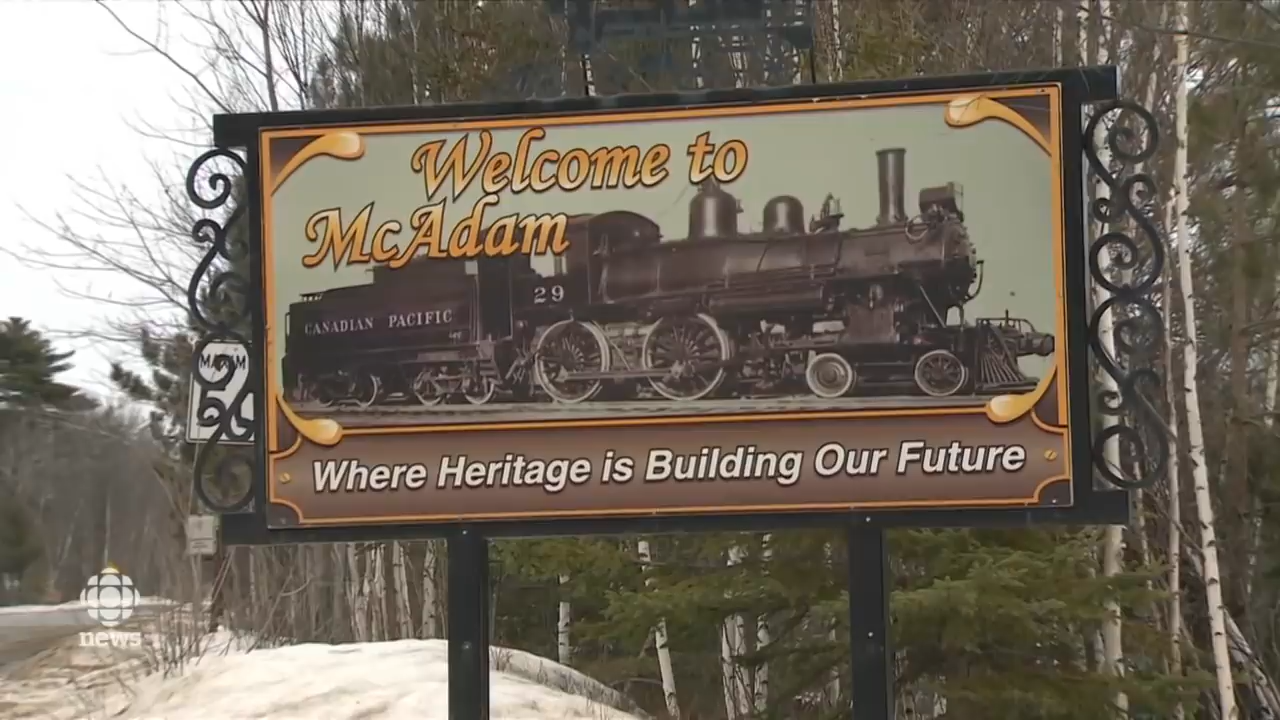 Welcome to
McAdam
29
CANADIAN PACIFIC
Where Heritage is Building Our Future
news